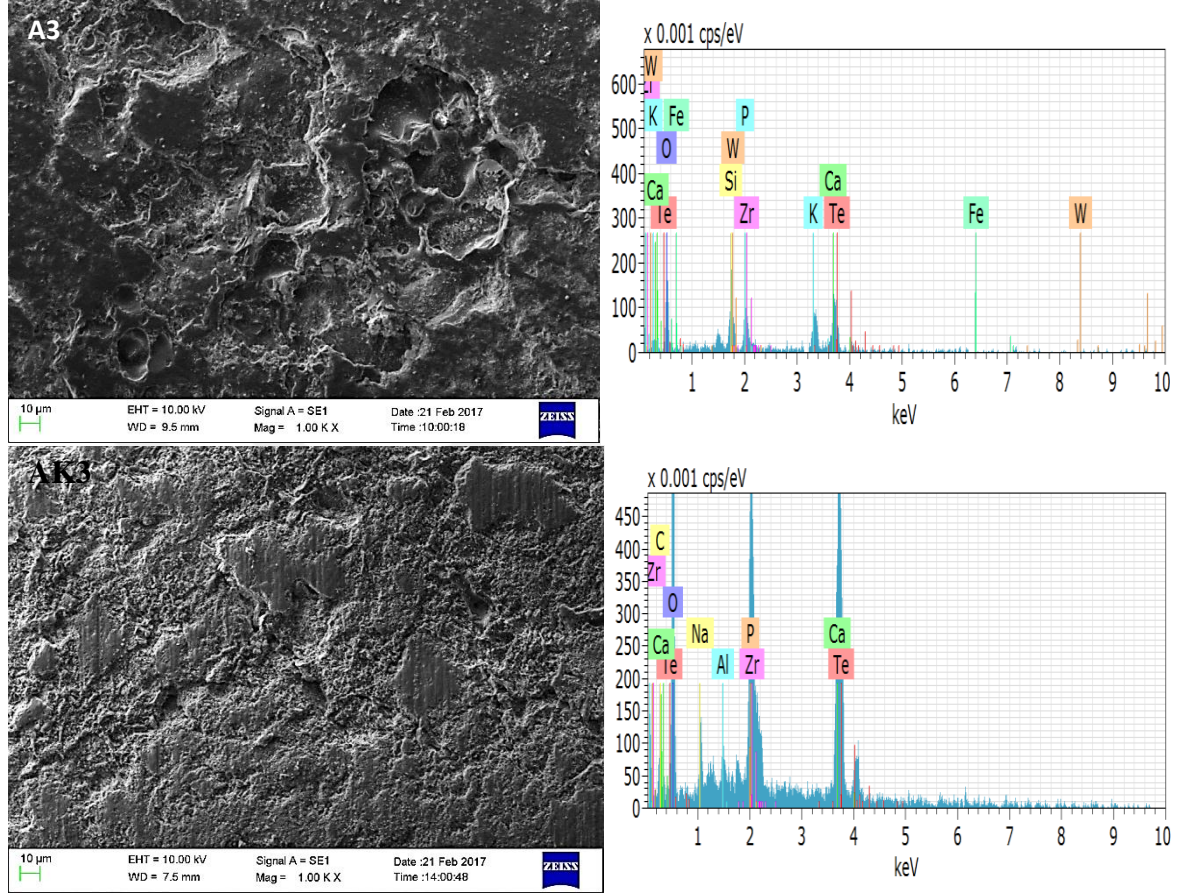 A3
10 µm
EHT = 10.00 kV
Signal A = SE1
Date :21 Feb 2017
WD = 9.5 mm
Mag = 1.00 K X
Time :10:00:18
ZEISS
x 0.001 cps/eV
W
K Fe P
O W
Ca Si Ca
Te Zr K Te Fe W
600
500
400
300
200
100
0
1 2 3 4 5 6 7 8 9 10
keV
AK3
10 µm
EHT = 10.00 kV
Signal A = SE1
Date :21 Feb 2017
WD = 7.5 mm
Mag = 1.00 K X
Time :14:00:48
ZEISS
x 0.001 cps/eV
C
Zr
O
Ca Na P Ca
Te Al Zr Te
450
400
350
300
250
200
150
100
50
0
1 2 3 4 5 6 7 8 9 10
keV